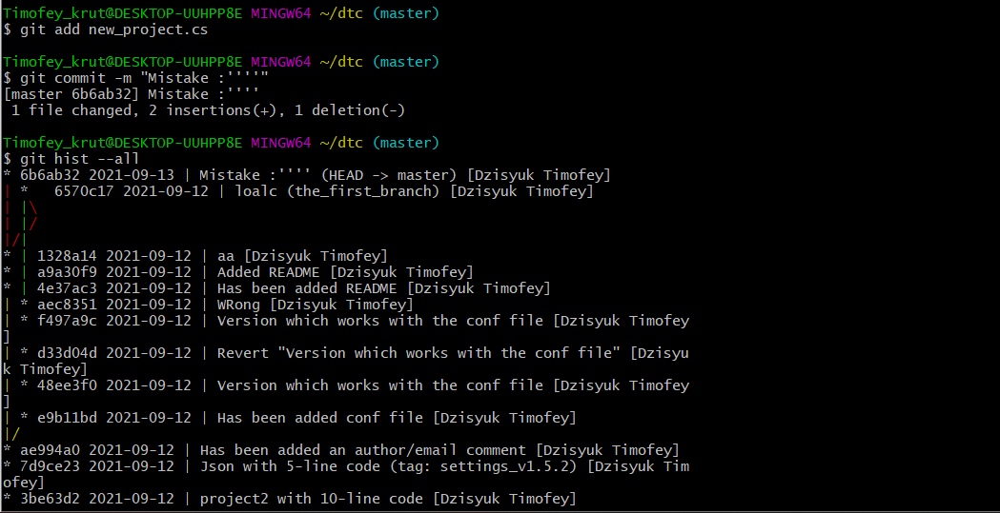 Timofey_krut@DESKTOP-UUHPP8E MINGW64 ~/dtc (master)
$ git add new_project.cs

Timofey_krut@DESKTOP-UUHPP8E MINGW64 ~/dtc (master)
$ git commit -m "Mistake :''''"
[master 6b6ab32] Mistake :''''
 1 file changed, 2 insertions(+), 1 deletion(-)

Timofey_krut@DESKTOP-UUHPP8E MINGW64 ~/dtc (master)
$ git hist --all
* 6b6ab32 2021-09-13 | Mistake :'''' (HEAD -> master) [Dzisyuk Timofey]
| *   6570c17 2021-09-12 | loalc (the_first_branch) [Dzisyuk Timofey]
| |\
| |/
|/|
* | 1328a14 2021-09-12 | aa [Dzisyuk Timofey]
* | a9a30f9 2021-09-12 | Added README [Dzisyuk Timofey]
* | 4e37ac3 2021-09-12 | Has been added README [Dzisyuk Timofey]
| * aec8351 2021-09-12 | WRong [Dzisyuk Timofey]
| * f497a9c 2021-09-12 | Version which works with the conf file [Dzisyuk Timofey
]
| * d33d04d 2021-09-12 | Revert "Version which works with the conf file" [Dzisyu
k Timofey]
| * 48ee3f0 2021-09-12 | Version which works with the conf file [Dzisyuk Timofey
]
| * e9b11bd 2021-09-12 | Has been added conf file [Dzisyuk Timofey]
|/
* ae994a0 2021-09-12 | Has been added an author/email comment [Dzisyuk Timofey]
* 7d9ce23 2021-09-12 | Json with 5-line code (tag: settings_v1.5.2) [Dzisyuk Tim
ofey]
* 3be63d2 2021-09-12 | project2 with 10-line code [Dzisyuk Timofey]